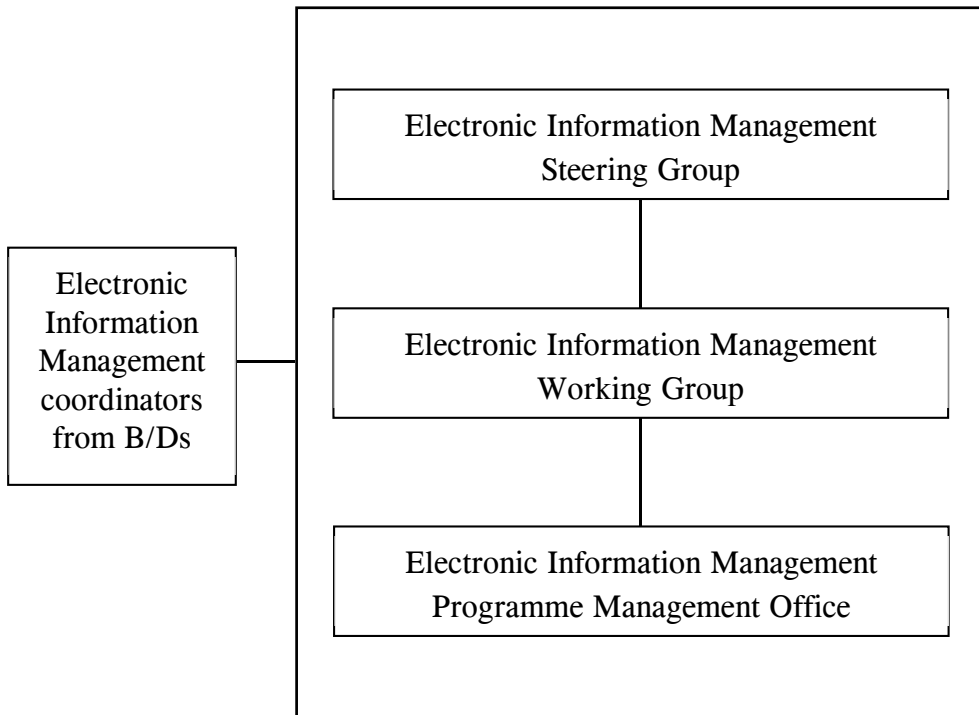 Electronic Information Management
Steering Group
Electronic
Information
Management
coordinators
from B/Ds
Electronic Information Management
Working Group
Electronic Information Management
Programme Management Office